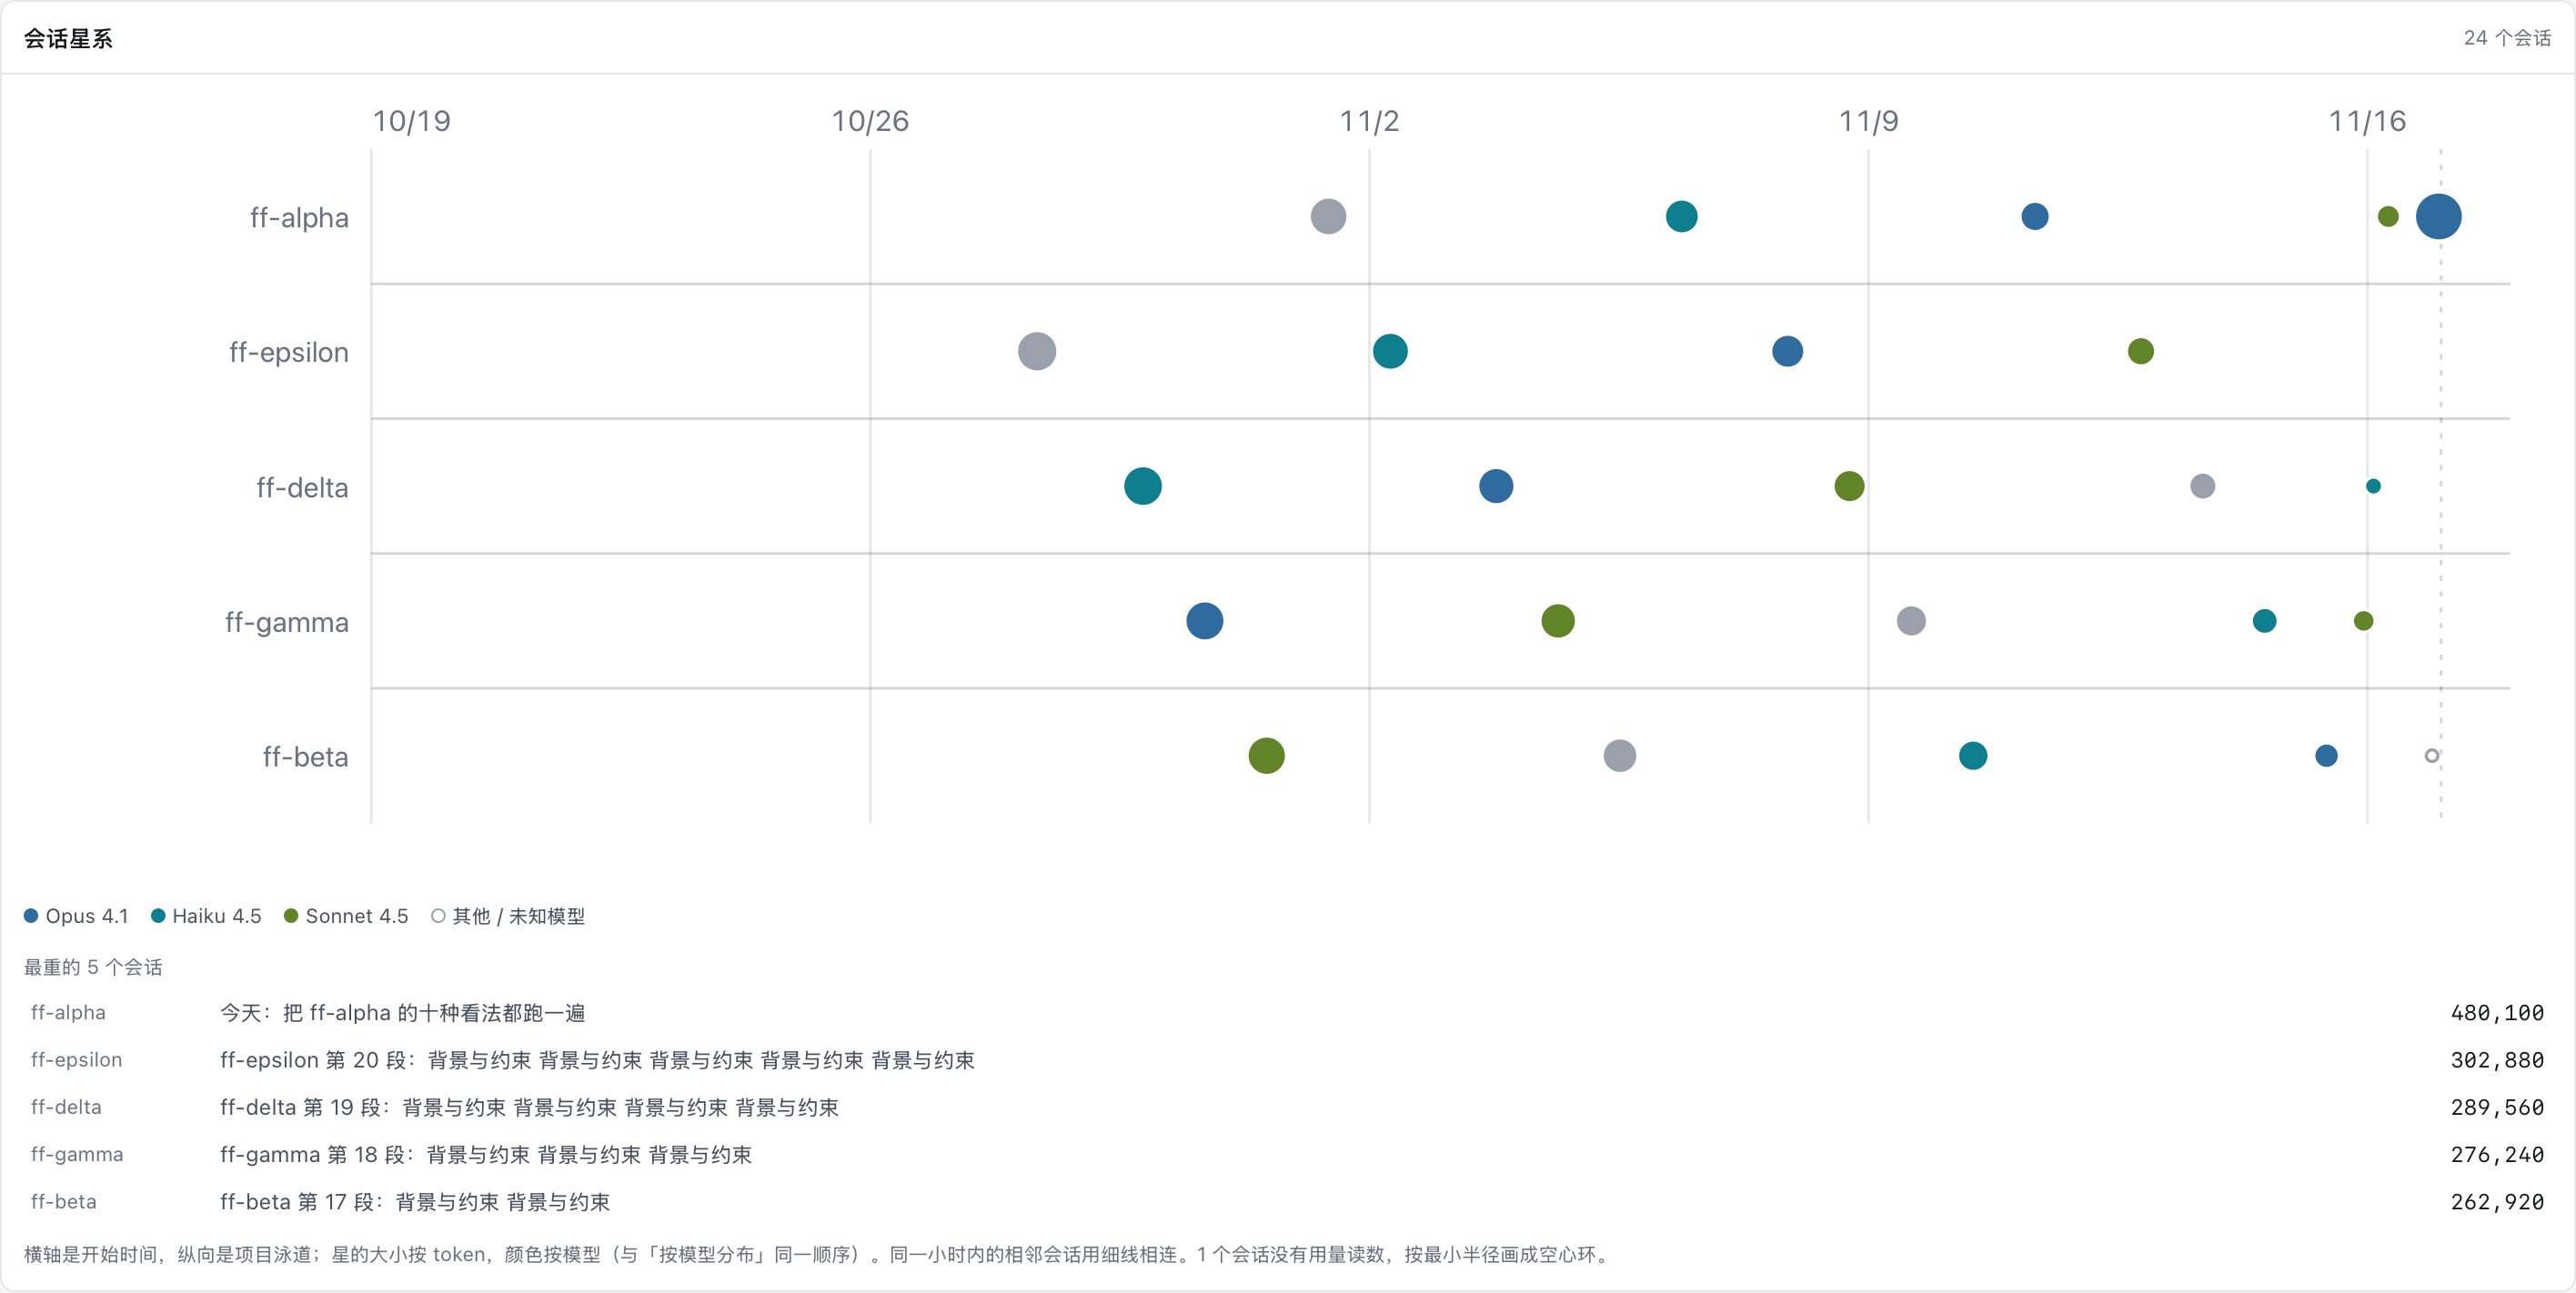 会话星系
24 个会话
10/19 10/26 11/2 11/9 11/16
ff-alpha
ff-epsilon
ff-delta
ff-gamma
ff-beta
Opus 4.1 Haiku 4.5 Sonnet 4.5 其他 / 未知模型
最重的 5 个会话
ff-alpha 今天：把 ff-alpha 的十种看法都跑一遍 480,100
ff-epsilon ff-epsilon 第 20 段：背景与约束 背景与约束 背景与约束 背景与约束 背景与约束 302,880
ff-delta ff-delta 第 19 段：背景与约束 背景与约束 背景与约束 背景与约束 289,560
ff-gamma ff-gamma 第 18 段：背景与约束 背景与约束 背景与约束 276,240
ff-beta ff-beta 第 17 段：背景与约束 背景与约束 262,920
横轴是开始时间，纵向是项目泳道；星的大小按 token，颜色按模型（与「按模型分布」同一顺序）。同一小时内的相邻会话用细线相连。1 个会话没有用量读数，按最小半径画成空心环。